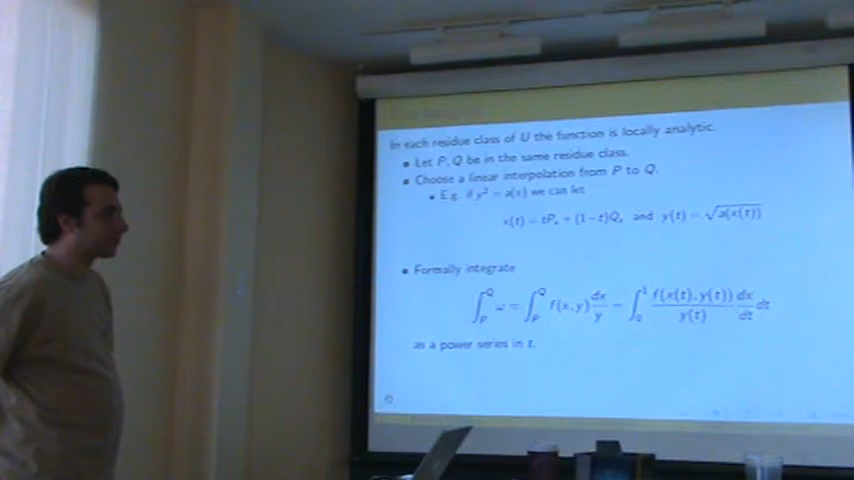 In each residue class of U the function is locally analytic.
• Let P, Q be in the same residue class.
• Choose a linear interpolation from P to Q.
• E.g. if y² = a(x) we can let
x(t) = tPₓ + (1−t)Qₓ and y(t) = √a(x(t))
• Formally integrate
∫_P^Q ω = ∫_P^Q f(x, y) dx/y = ∫_0^1 f(x(t), y(t))/y(t) dx/dt dt
as a power series in t.